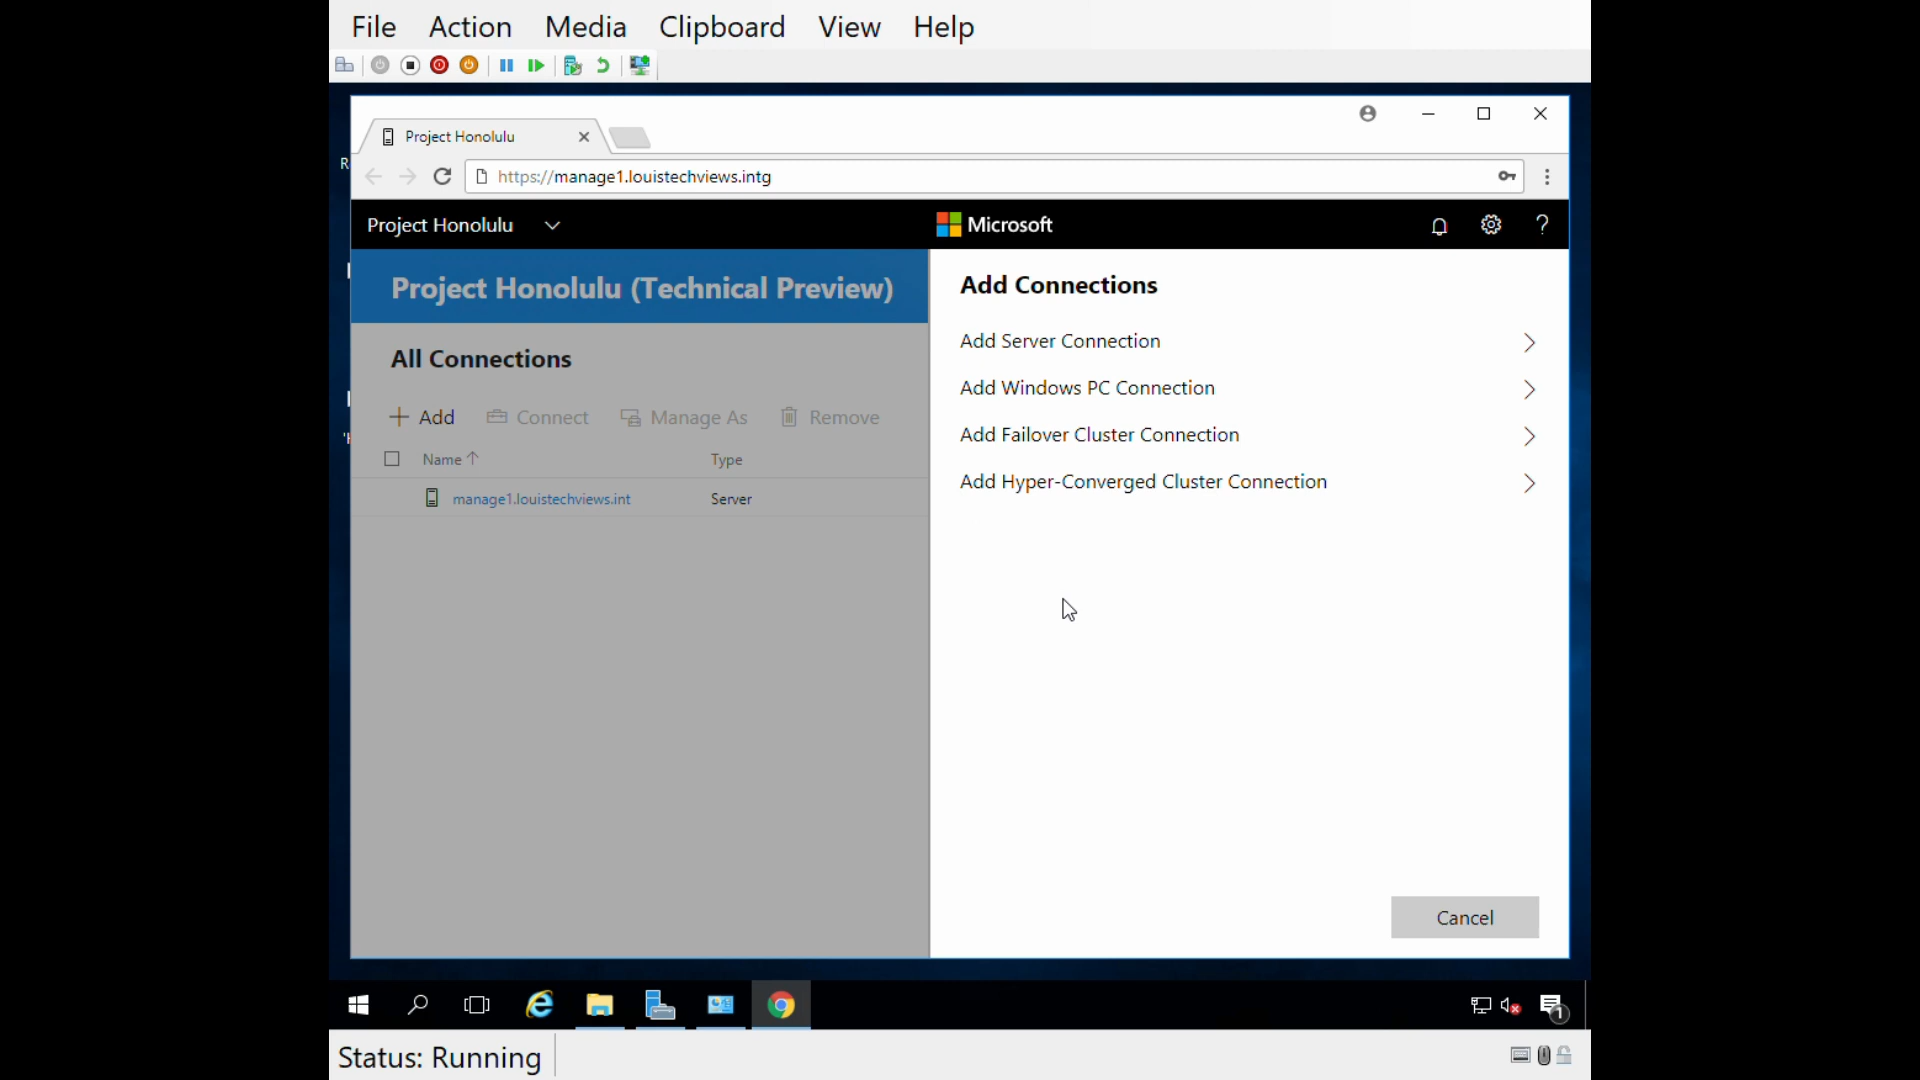 File Action Media Clipboard View Help
Project Honolulu
https://manage1.louistechviews.intg
Project Honolulu
Microsoft
?
Project Honolulu (Technical Preview)
All Connections
Add Connect Manage As Remove
Name Type
manage1.louistechviews.int Server
Add Connections
Add Server Connection
Add Windows PC Connection
Add Failover Cluster Connection
Add Hyper-Converged Cluster Connection
Cancel
1
Status: Running